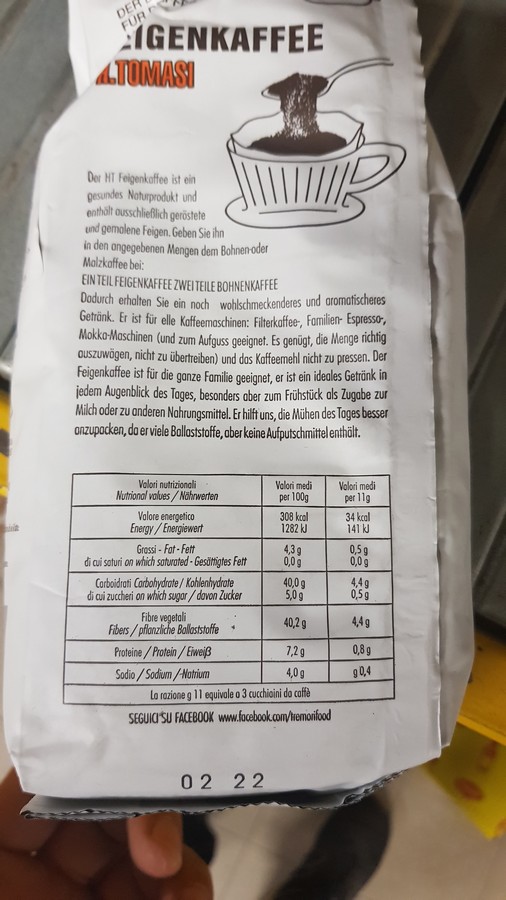 DER
FÜR
EIGENKAFFEE
H.TOMASI
Der HT Feigenkaffee ist ein
gesundes Naturprodukt und
enthält ausschließlich geröstete
und gemalene Feigen. Geben Sie ihn
in den angegebenen Mengen dem Bohnen-oder
Malzkaffee bei:
EIN TEIL FEIGENKAFFEE ZWEI TEILE BOHNENKAFFEE
Dadurch erhalten Sie ein noch wohlschmeckenderes und aromatischeres
Getränk. Er ist für elle Kaffeemaschinen: Filterkaffee-, Familien- Espresso-,
Mokka-Maschinen (und zum Aufguss geeignet. Es genügt, die Menge richtig
auszuwägen, nicht zu übertreiben) und das Kaffeemehl nicht zu pressen. Der
Feigenkaffee ist für die ganze Familie geeignet, er ist ein ideales Getränk in
jedem Augenblick des Tages, besonders aber zum Frühstück als Zugabe zur
Milch oder zu anderen Nahrungsmittel. Er hilft uns, die Mühen des Tages besser
anzupacken, da er viele Ballaststoffe, aber keine Aufputschmittel enthält.
Valori nutrizionali Valori medi Valori medi
Nutrional values / Nährwerten per 100g per 11g
Valore energetico 308 kcal 34 kcal
Energy / Energiewert 1282 kJ 141 kJ
Grassi - Fat - Fett 4,3 g 0,5 g
di cui saturi on which saturated - Gesättigtes Fett 0,0 g 0,0 g
Carboidrati Carbohydrate / Kohlenhydrate 40,0 g 4,4 g
di cui zuccheri on which sugar / davon Zucker 5,0 g 0,5 g
Fibre vegetali
Fibers / pflanzliche Ballaststoffe 40,2 g 4,4 g
Proteine / Protein / Eiweiß 7,2 g 0,8 g
Sodio / Sodium /-Natrium 4,0 g g 0,4
La razione g 11 equivale a 3 cucchiaini da caffè
SEGUICI SU FACEBOOK www.facebook.com/tremorifood
02 22